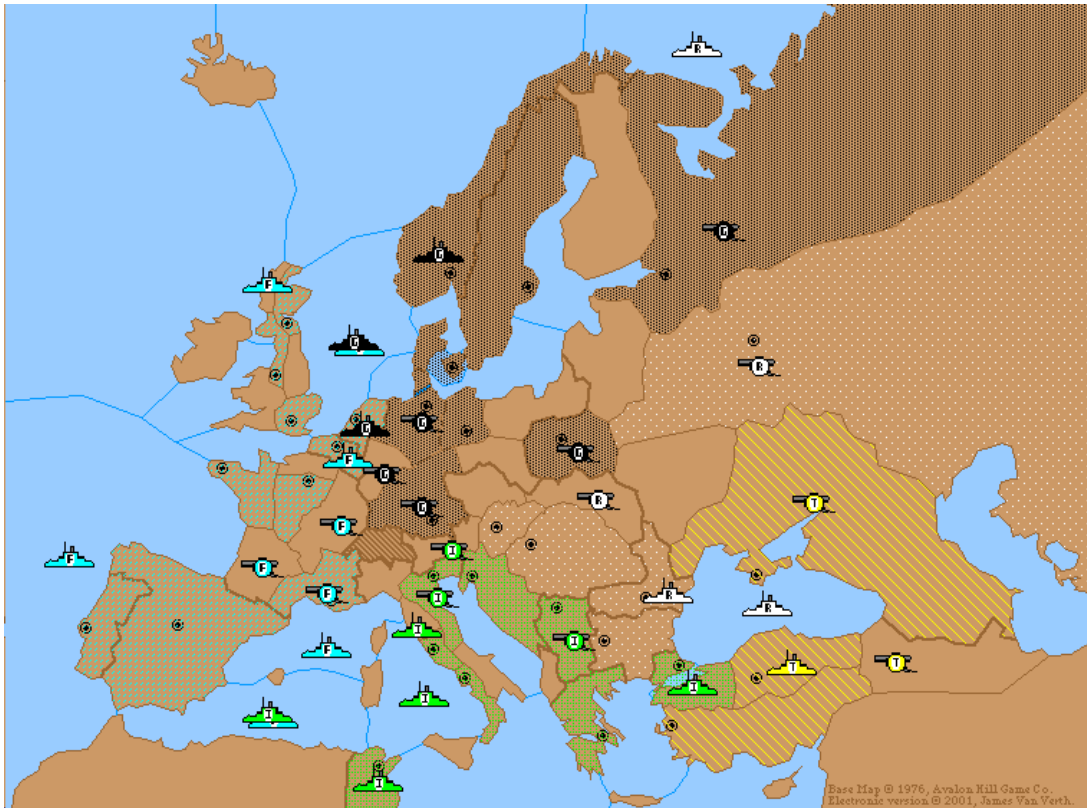 R
G
G
F
G
R
G
G
G
F
G
R
T
G
F
I
F
F
F
R
I
R
I
I
F
T
T
I
I
I
I
Base Map © 1976, Avalon Hill Game Co.
Electronic version © 2001, James Van Verth.